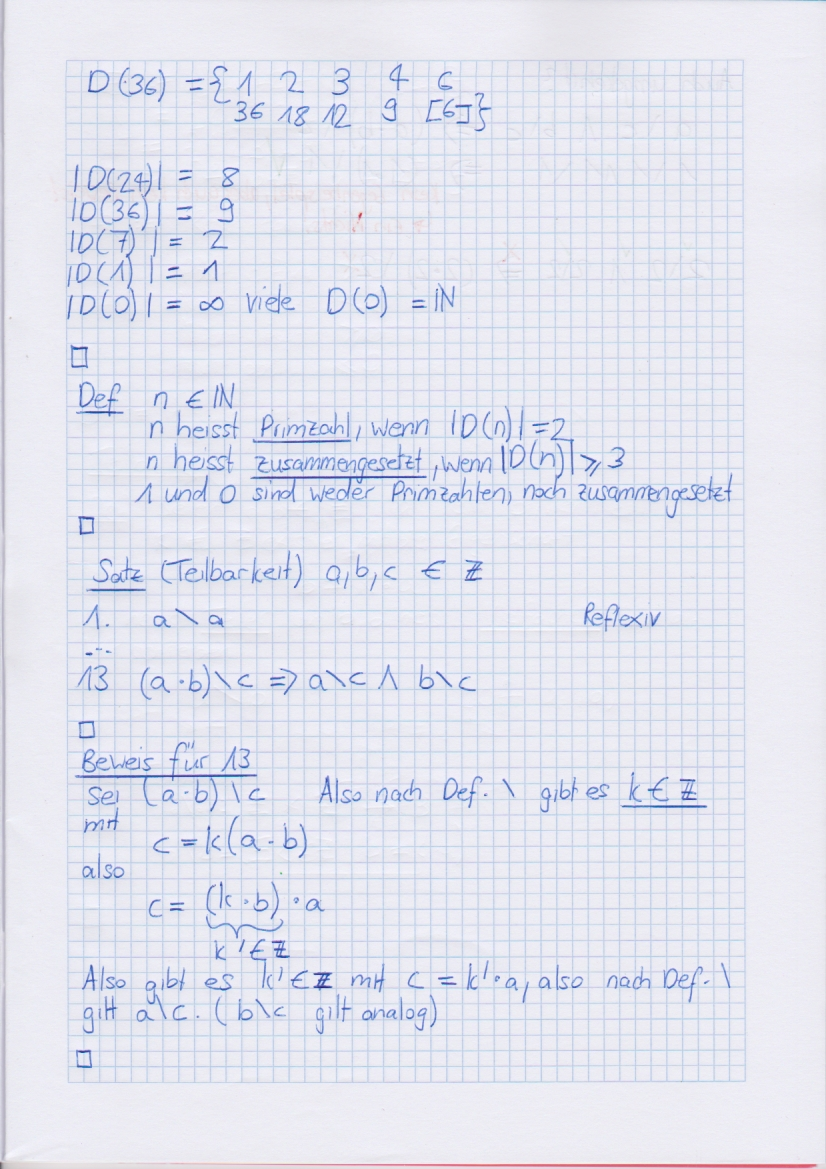 D(36) = { 1 2 3 4 6
36 18 12 9 [6] }
|D(24)| = 8
|D(36)| = 9
|D(7)| = 2
|D(1)| = 1
|D(0)| = ∞ viele D(0) = ℕ
□
Def n ∈ ℕ
n heisst Primzahl, wenn |D(n)| = 2
n heisst zusammengesetzt, wenn |D(n)| ⩾ 3
1 und 0 sind weder Primzahlen, noch zusammengesetzt
□
Satz (Teilbarkeit) a, b, c ∈ ℤ
1. a \ a Reflexiv
...
13 (a · b) \ c => a \ c ∧ b \ c
□
Beweis für 13
Sei (a · b) \ c Also nach Def. \ gibt es k ∈ ℤ
mit
c = k(a · b)
also
c = (k · b) · a
k' ∈ ℤ
Also gibt es k' ∈ ℤ mit c = k' · a, also nach Def. \
gilt a \ c. (b \ c gilt analog)
□